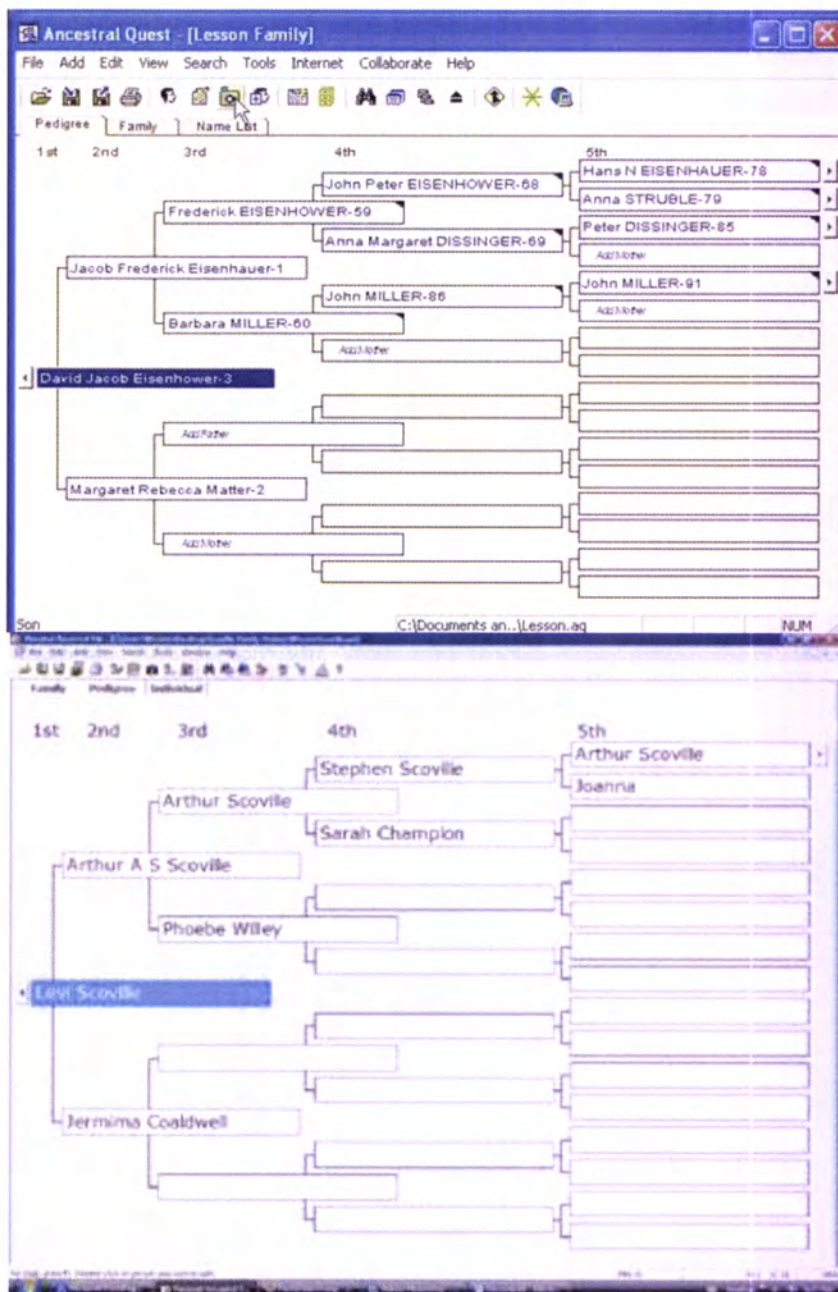 Ancestral Quest - [Lesson Family]
File Add Edit View Search Tools Internet Collaborate Help
Pedigree Family Name List
1st 2nd 3rd 4th 5th
Hans N EISENHAUER-78
John Peter EISENHOWER-68
Anna STRUBLE-79
Frederick EISENHOWER-59
Peter DISSINGER-85
Anna Margaret DISSINGER-69
Add Mother
Jacob Frederick Eisenhauer-1
John MILLER-91
John MILLER-86
Add Mother
Barbara MILLER-60
Add Mother
David Jacob Eisenhower-3
Add Father
Margaret Rebecca Matter-2
Add Mother
Son C:\Documents an..\Lesson.aq NUM
Family Pedigree Individual
1st 2nd 3rd 4th 5th
Arthur Scoville
Stephen Scoville
Joanna
Arthur Scoville
Sarah Champion
Arthur A S Scoville
Phoebe Willey
Levi Scoville
Jermima Coaldwell